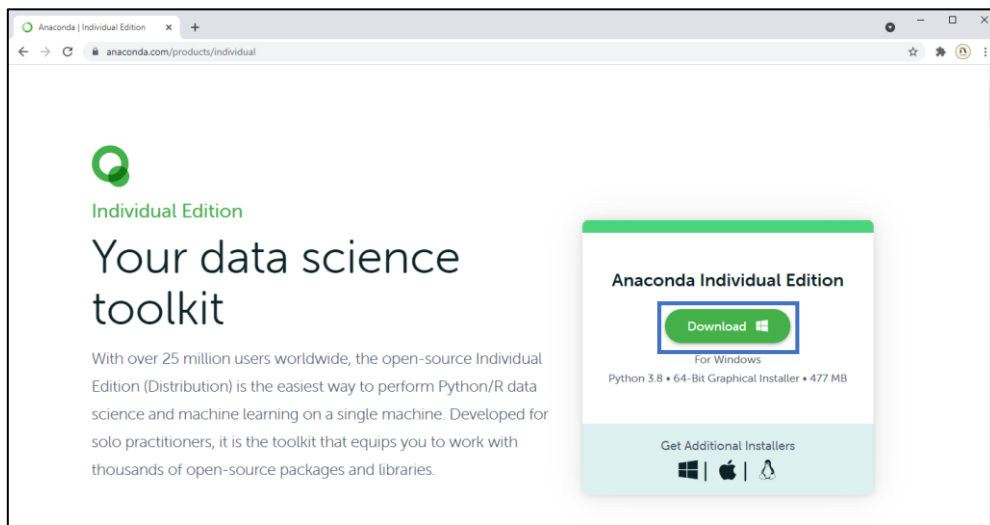 Anaconda | Individual Edition
anaconda.com/products/individual
Individual Edition
Your data science
toolkit
With over 25 million users worldwide, the open-source Individual
Edition (Distribution) is the easiest way to perform Python/R data
science and machine learning on a single machine. Developed for
solo practitioners, it is the toolkit that equips you to work with
thousands of open-source packages and libraries.
Anaconda Individual Edition
Download
For Windows
Python 3.8 • 64-Bit Graphical Installer • 477 MB
Get Additional Installers